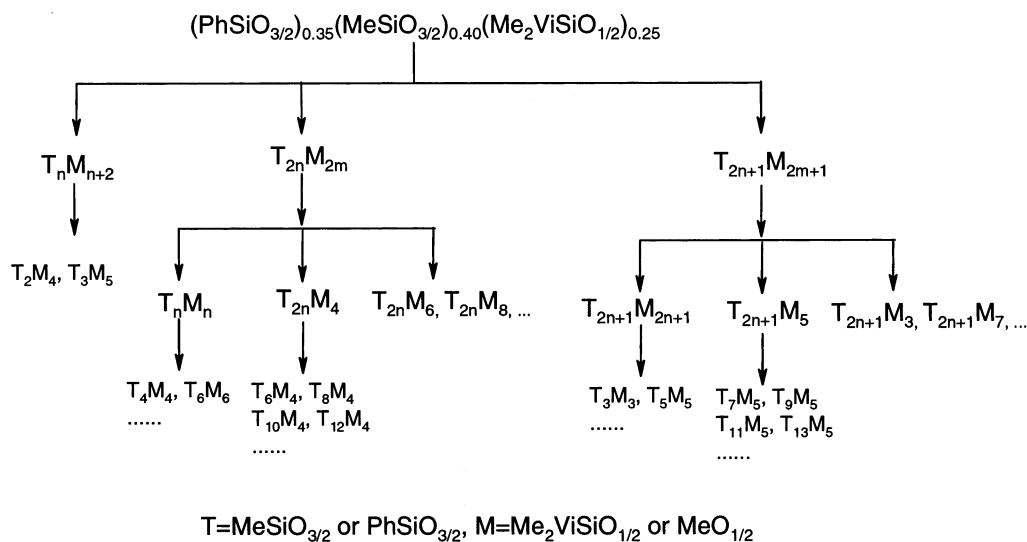 (PhSiO₃/₂)₀.₃₅(MeSiO₃/₂)₀.₄₀(Me₂ViSiO₁/₂)₀.₂₅
TₙMₙ₊₂
T₂ₙM₂ₘ
T₂ₙ₊₁M₂ₘ₊₁
T₂M₄, T₃M₅
TₙMₙ
T₂ₙM₄
T₂ₙM₆, T₂ₙM₈, ...
T₂ₙ₊₁M₂ₙ₊₁
T₂ₙ₊₁M₅
T₂ₙ₊₁M₃, T₂ₙ₊₁M₇, ...
T₄M₄, T₆M₆
......
T₆M₄, T₈M₄
T₁₀M₄, T₁₂M₄
......
T₃M₃, T₅M₅
......
T₇M₅, T₉M₅
T₁₁M₅, T₁₃M₅
......
T=MeSiO₃/₂ or PhSiO₃/₂, M=Me₂ViSiO₁/₂ or MeO₁/₂